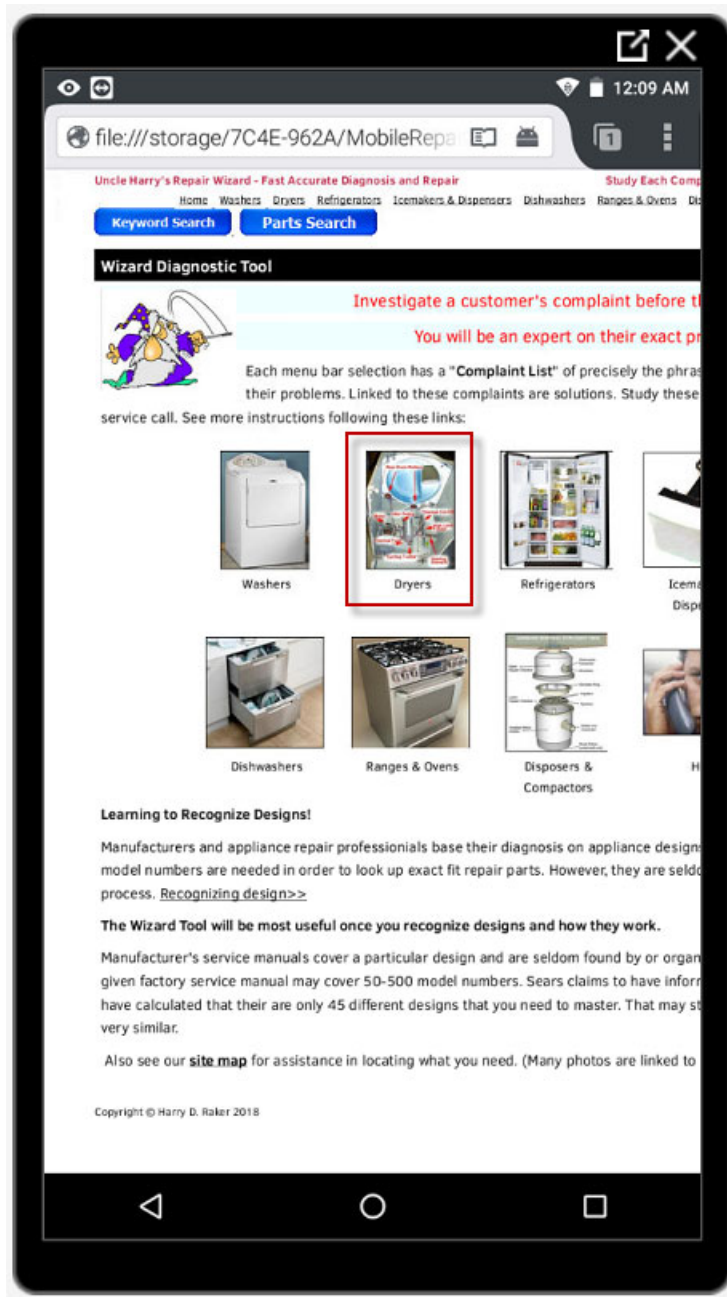 12:09 AM
file:///storage/7C4E-962A/MobileRepa
1
Uncle Harry's Repair Wizard - Fast Accurate Diagnosis and Repair Study Each Comp
Home Washers Dryers Refrigerators Icemakers & Dispensers Dishwashers Ranges & Ovens Dis
Keyword Search Parts Search
Wizard Diagnostic Tool
Investigate a customer's complaint before th
You will be an expert on their exact pr
Each menu bar selection has a "Complaint List" of precisely the phras
their problems. Linked to these complaints are solutions. Study these
service call. See more instructions following these links:
Washers Dryers Refrigerators Icema
Dispe
Dishwashers Ranges & Ovens Disposers & H
Compactors
Learning to Recognize Designs!
Manufacturers and appliance repair professionals base their diagnosis on appliance designs
model numbers are needed in order to look up exact fit repair parts. However, they are seldo
process. Recognizing design>>
The Wizard Tool will be most useful once you recognize designs and how they work.
Manufacturer's service manuals cover a particular design and are seldom found by or organ
given factory service manual may cover 50-500 model numbers. Sears claims to have inforr
have calculated that their are only 45 different designs that you need to master. That may st
very similar.
Also see our site map for assistance in locating what you need. (Many photos are linked to
Copyright © Harry D. Raker 2018